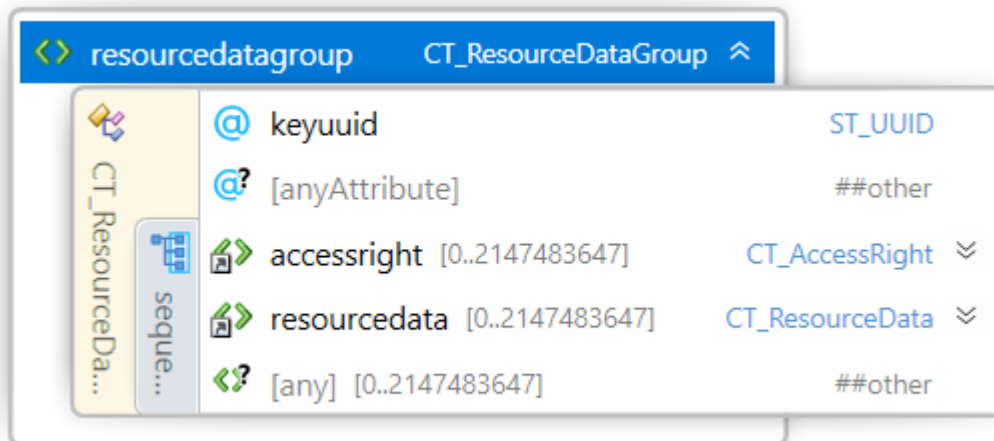 resourcedatagroup CT_ResourceDataGroup
CT_ResourceDa...
seque...
@ keyuuid ST_UUID
@? [anyAttribute] ##other
accessright [0..2147483647] CT_AccessRight
resourcedata [0..2147483647] CT_ResourceData
<>? [any] [0..2147483647] ##other